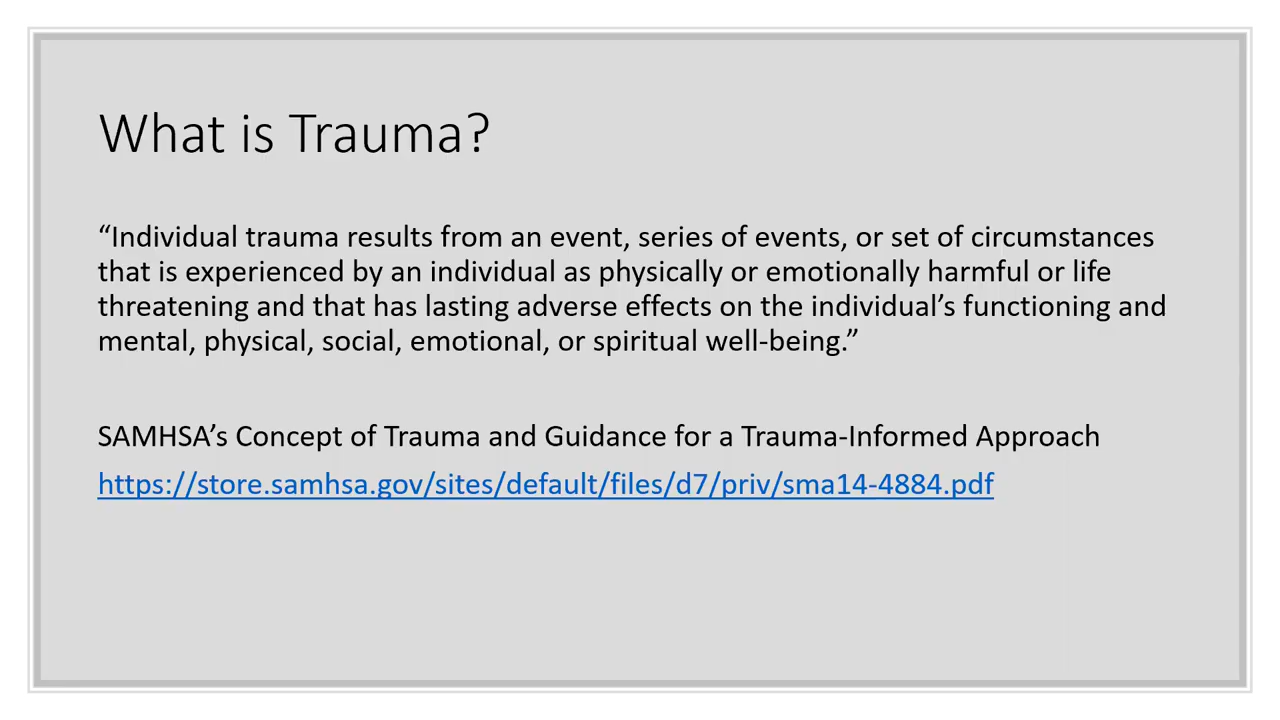 What is Trauma?
“Individual trauma results from an event, series of events, or set of circumstances
that is experienced by an individual as physically or emotionally harmful or life
threatening and that has lasting adverse effects on the individual’s functioning and
mental, physical, social, emotional, or spiritual well-being.”
SAMHSA’s Concept of Trauma and Guidance for a Trauma-Informed Approach
https://store.samhsa.gov/sites/default/files/d7/priv/sma14-4884.pdf